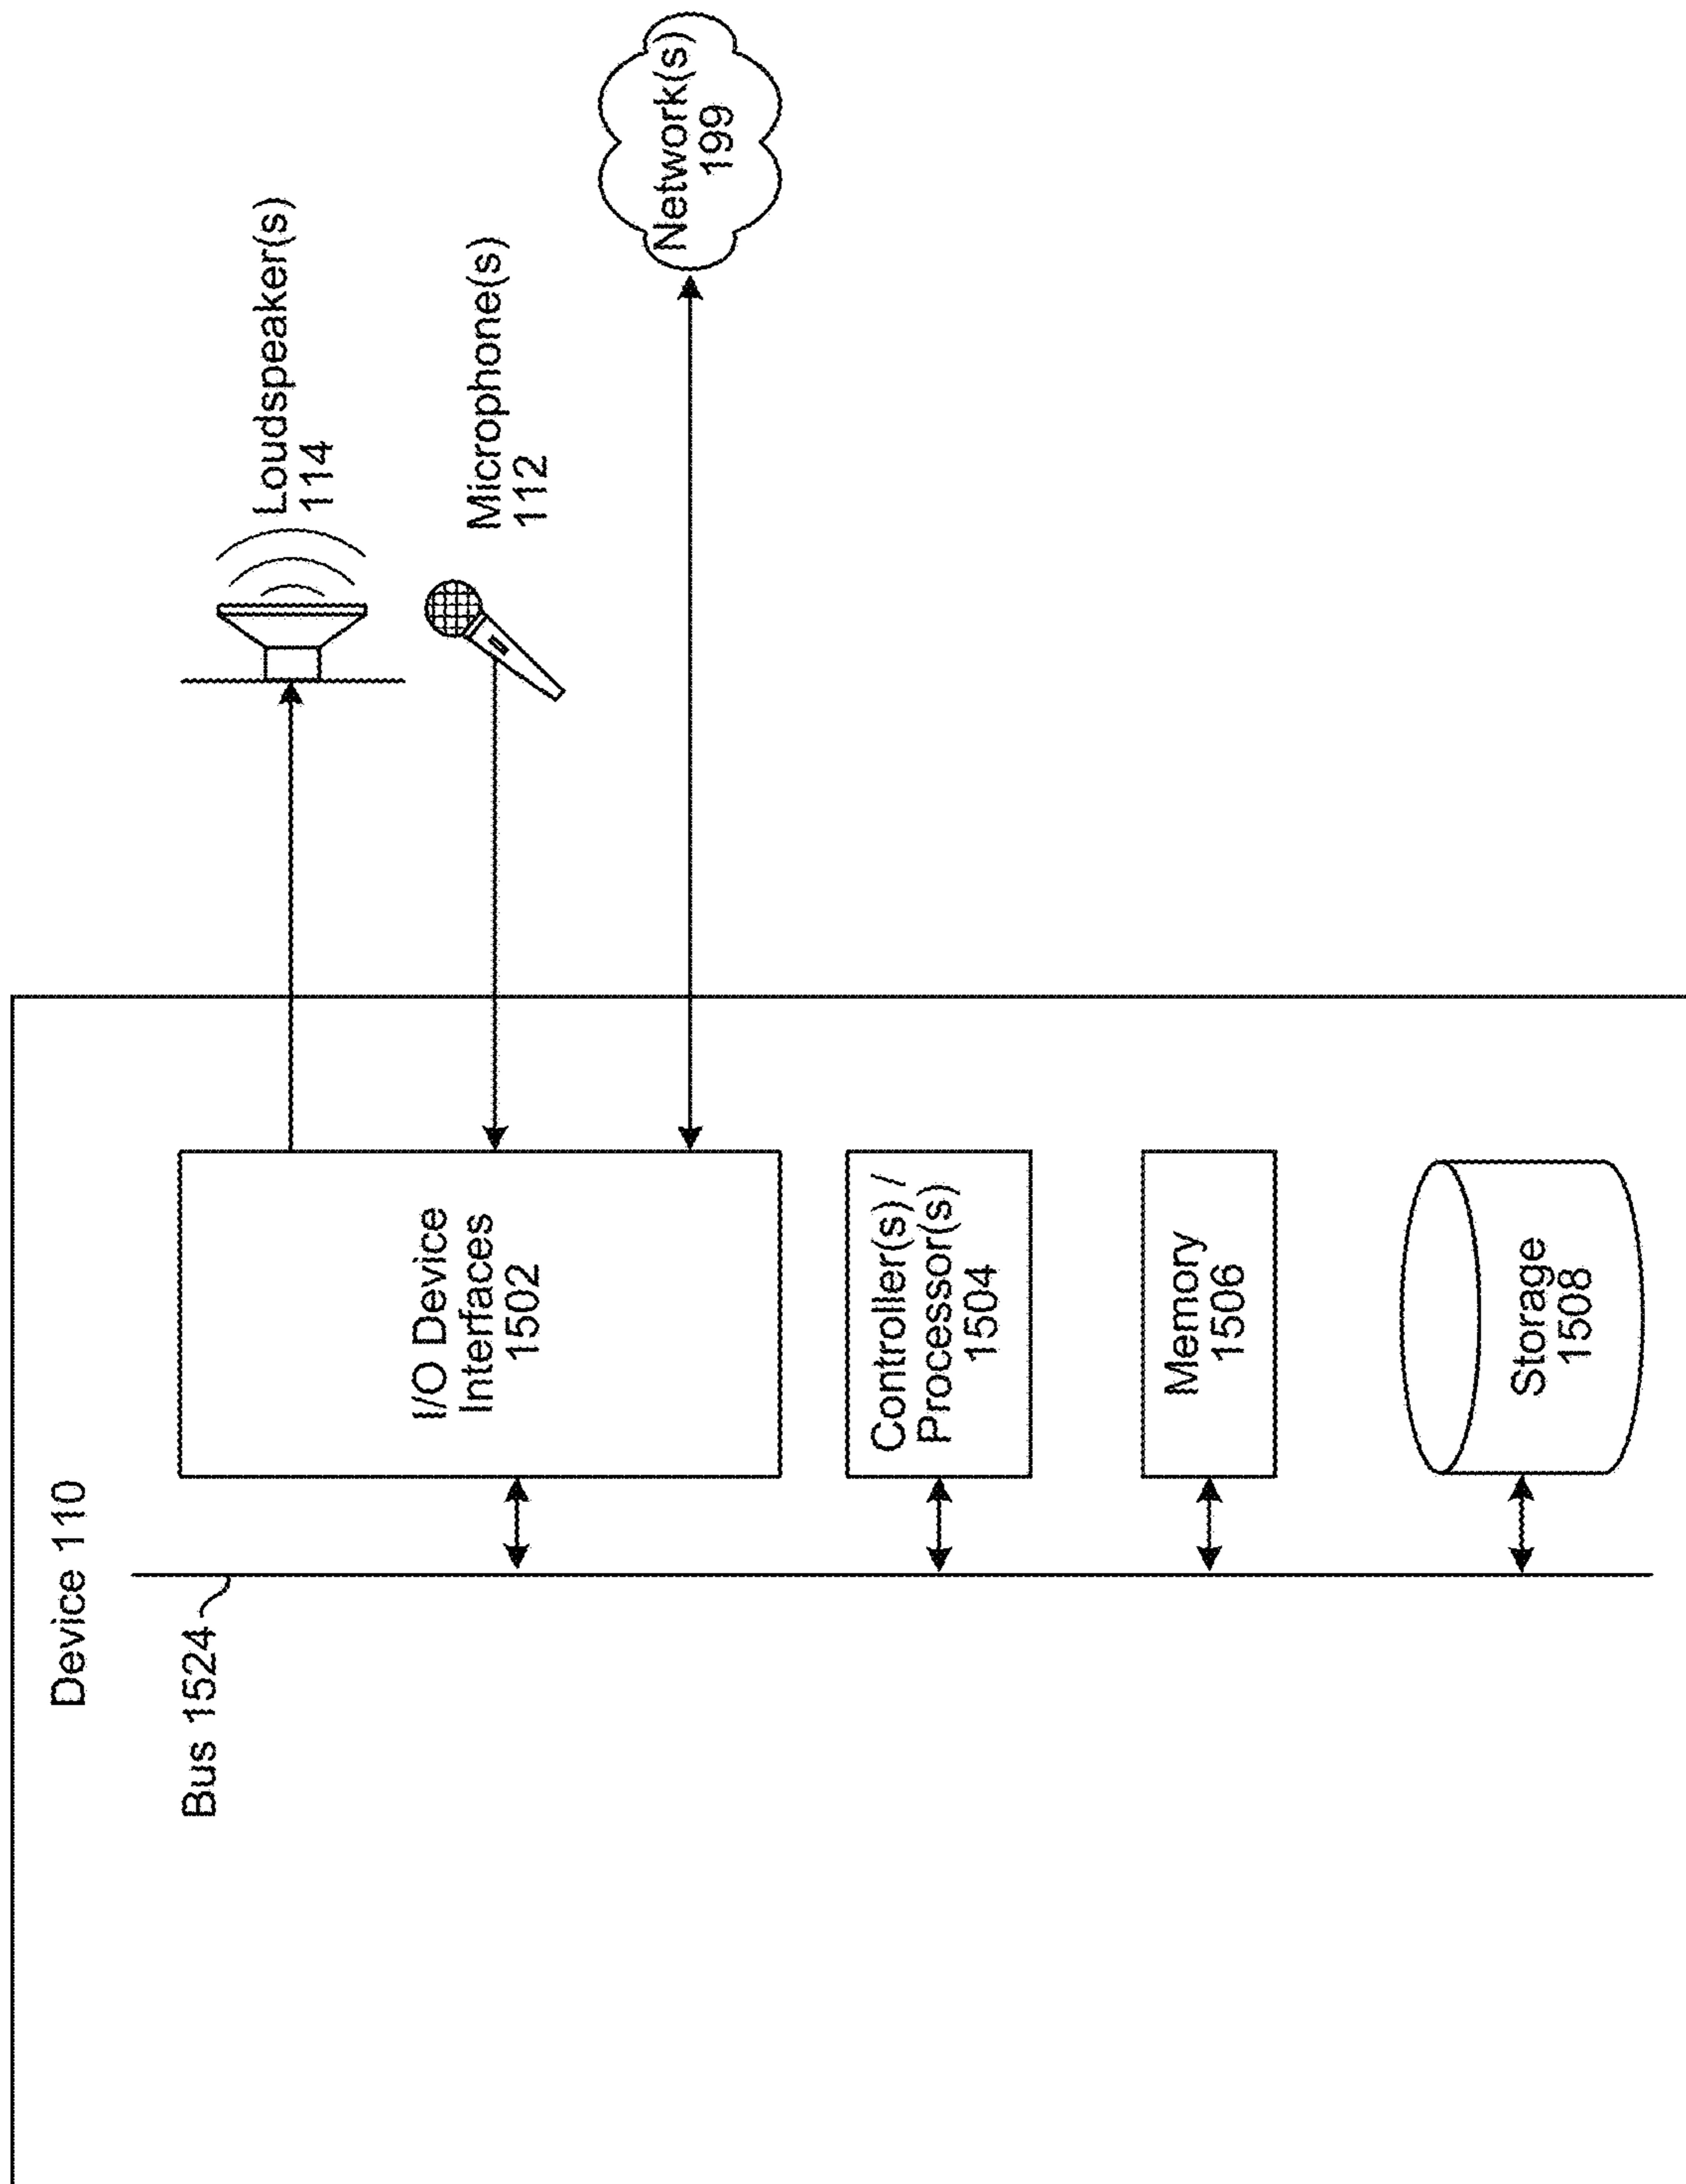 Device 110
Bus 1524
I/O Device
Interfaces
1502
Loudspeaker(s)
114
Microphone(s)
112
Network(s)
199
Controller(s) /
Processor(s)
1504
Memory
1506
Storage
1508